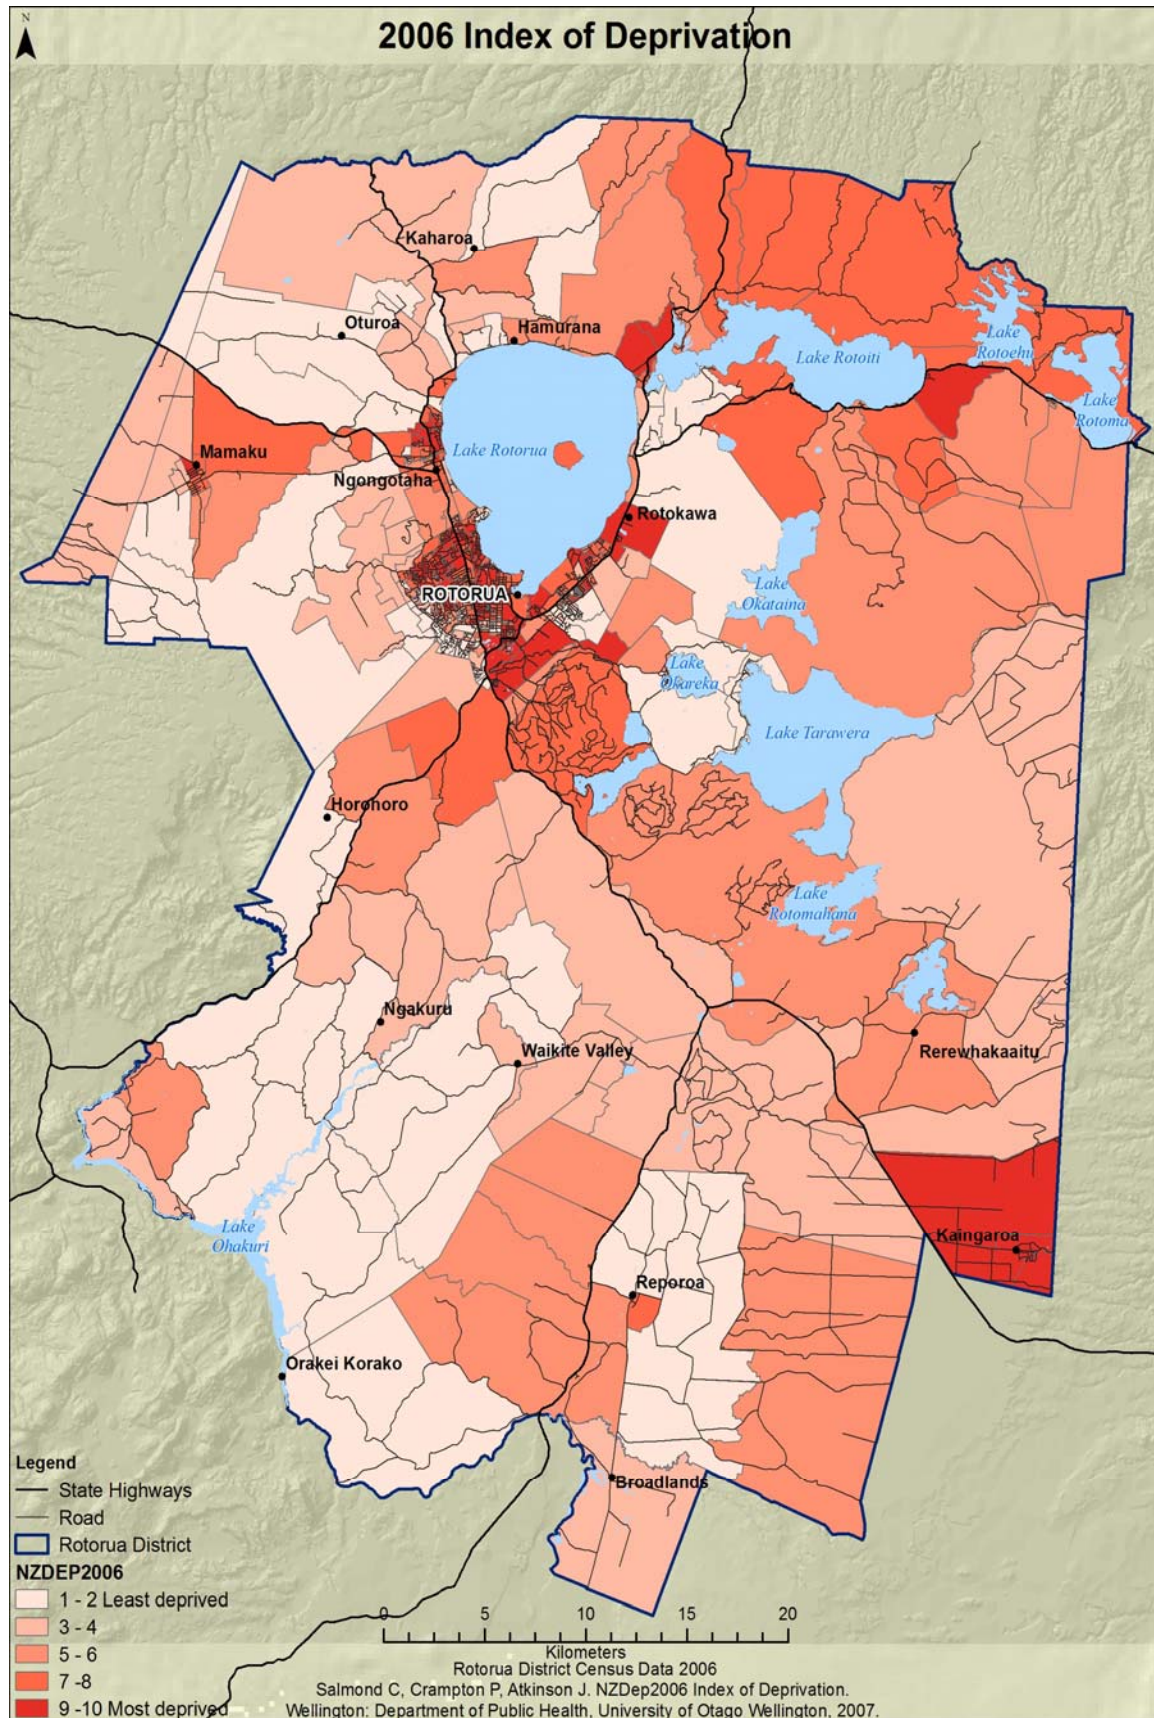 N
2006 Index of Deprivation
Kaharoa
Oturoa
Hamurana
Lake Rotoiti
Lake
Rotoehu
Lake
Rotoma
Lake Rotorua
Mamaku
Ngongotaha
Rotokawa
ROTORUA
Lake
Okataina
Lake
Okareka
Lake Tarawera
Horohoro
Lake
Rotomahana
Ngakuru
Waikite Valley
Rerewhakaaitu
Lake
Ohakuri
Kaingaroa
Reporoa
Orakei Korako
Broadlands
Legend
State Highways
Road
Rotorua District
NZDEP2006
1 - 2 Least deprived
3 - 4
5 - 6
7 -8
9 -10 Most deprived
0 5 10 15 20
Kilometers
Rotorua District Census Data 2006
Salmond C, Crampton P, Atkinson J. NZDep2006 Index of Deprivation.
Wellington: Department of Public Health, University of Otago Wellington, 2007.